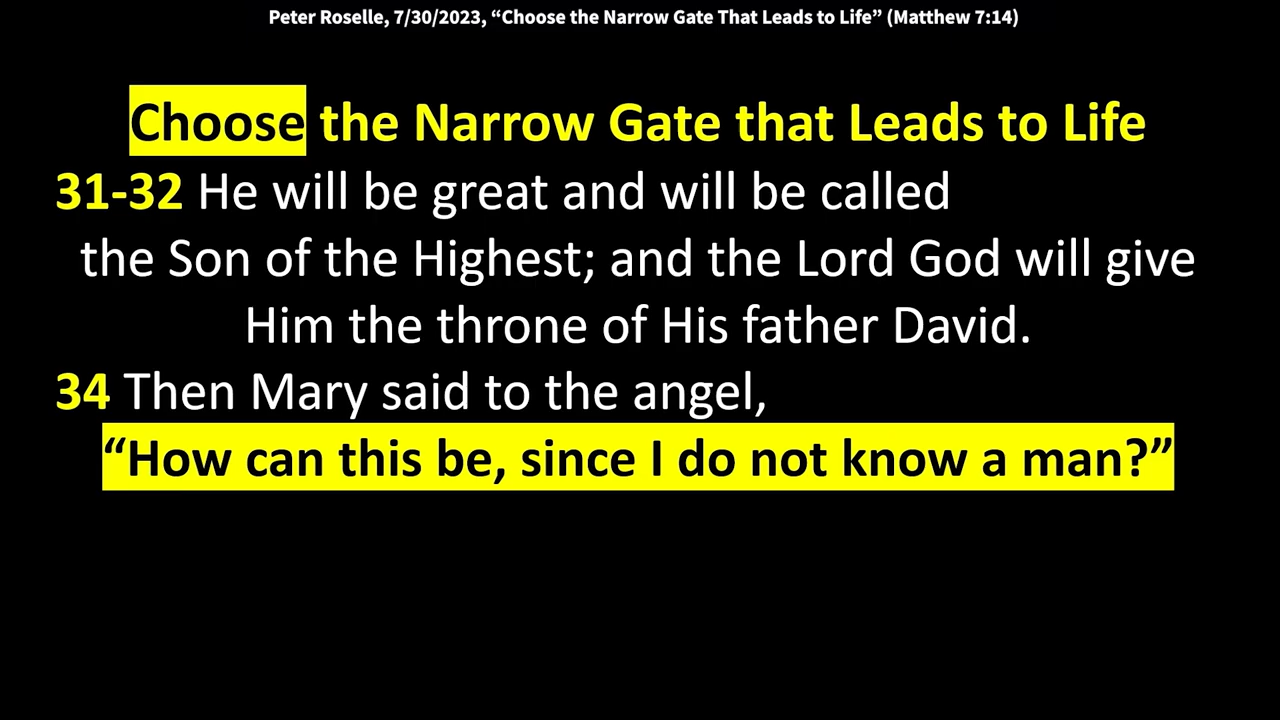 Peter Roselle, 7/30/2023, “Choose the Narrow Gate That Leads to Life” (Matthew 7:14)
Choose the Narrow Gate that Leads to Life
31-32 He will be great and will be called
the Son of the Highest; and the Lord God will give
Him the throne of His father David.
34 Then Mary said to the angel,
“How can this be, since I do not know a man?”